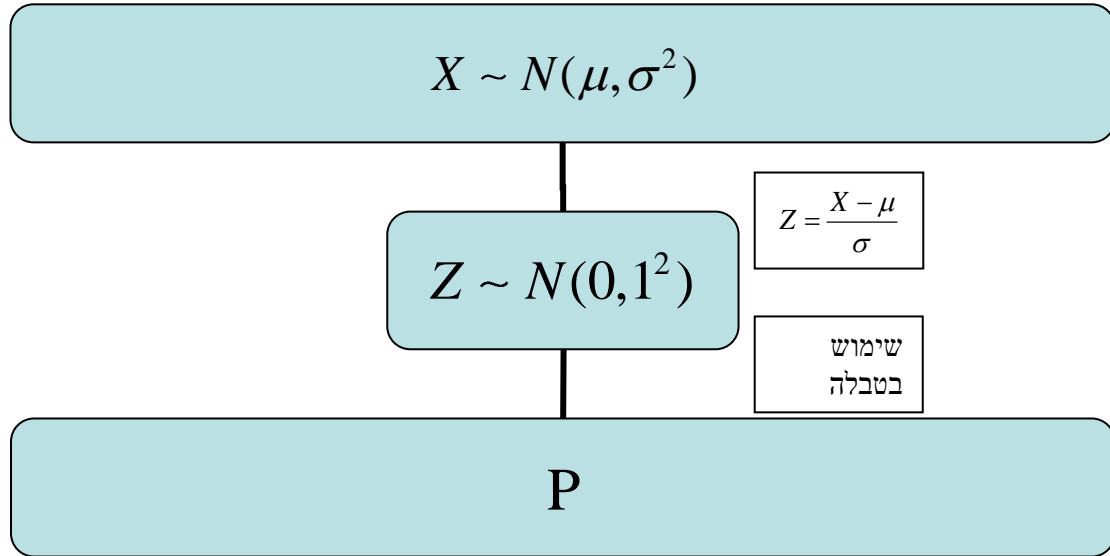 X ~ N(μ, σ²)
Z = (X − μ) / σ
Z ~ N(0,1²)
שימוש
בטבלה
P